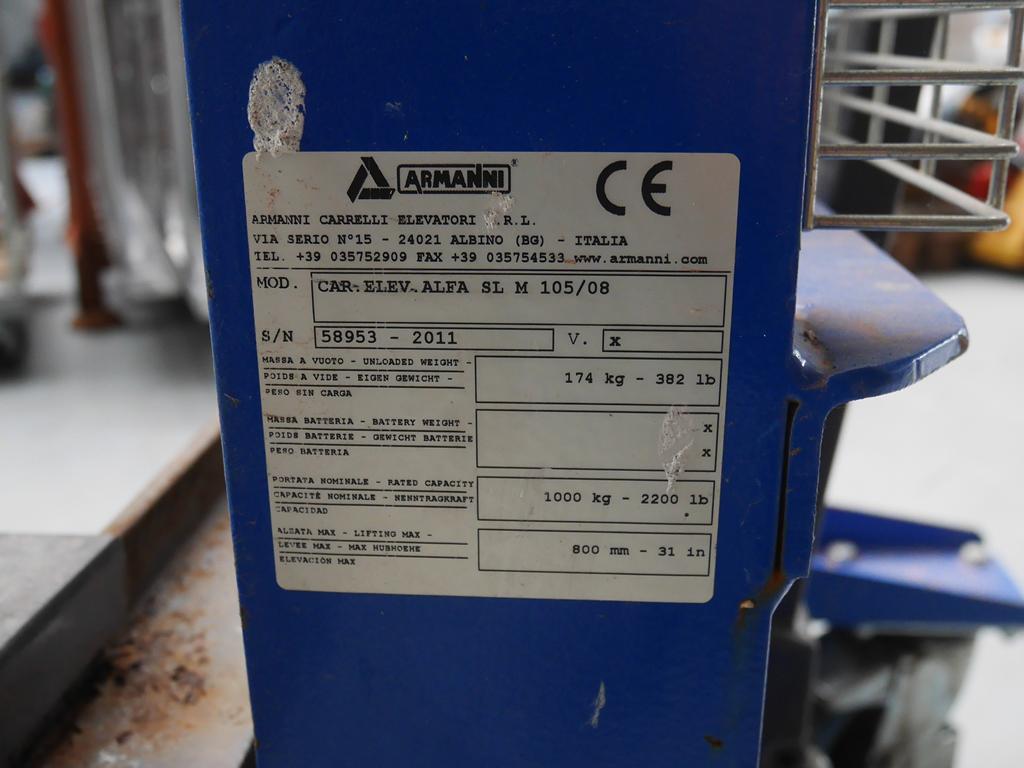 ARMANNI®
CE
ARMANNI CARRELLI ELEVATORI .R.L.
VIA SERIO N°15 - 24021 ALBINO (BG) - ITALIA
TEL. +39 035752909 FAX +39 035754533 www.armanni.com
MOD. CAR.ELEV.ALFA SL M 105/08
S/N 58953 - 2011 V. x
MASSA A VUOTO - UNLOADED WEIGHT -
POIDS A VIDE - EIGEN GEWICHT -
PESO SIN CARGA
174 kg - 382 lb
MASSA BATTERIA - BATTERY WEIGHT -
POIDS BATTERIE - GEWICHT BATTERIE
PESO BATERIA
x
x
PORTATA NOMINALE - RATED CAPACITY
CAPACITÉ NOMINALE - NENNTRAGKRAFT
CAPACIDAD
1000 kg - 2200 lb
ALZATA MAX - LIFTING MAX -
LEVEE MAX - MAX HUBHOEHE
ELEVACIÓN MAX
800 mm - 31 in